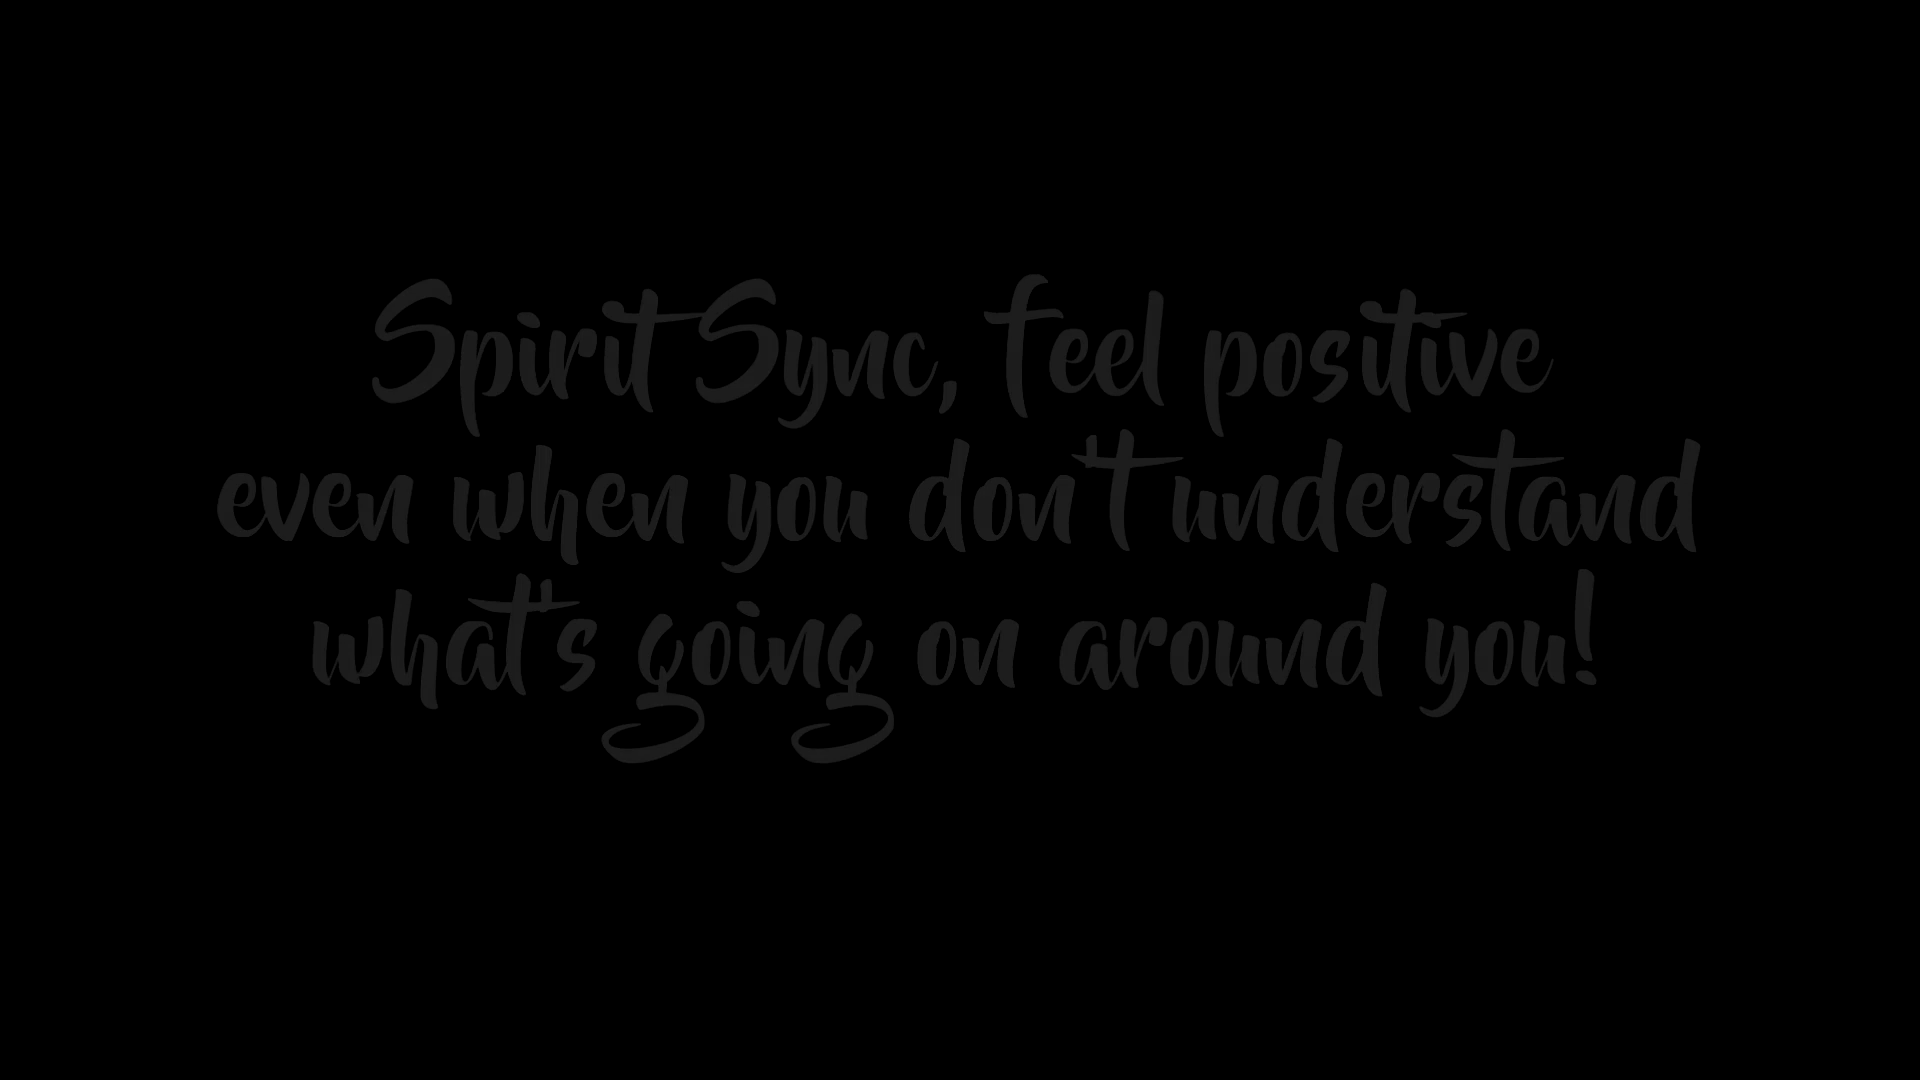 Spirit Sync, feel positive
even when you don't understand
what's going on around you!